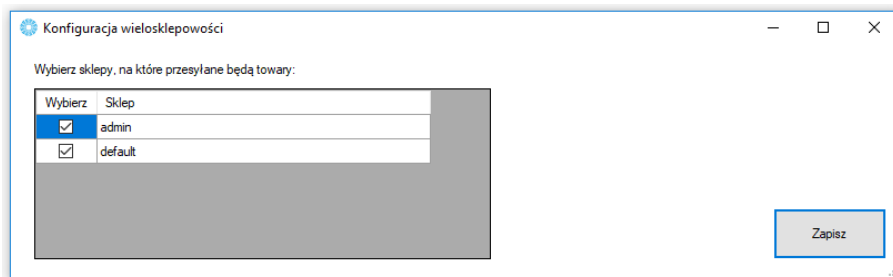 Konfiguracja wielosklepowości
Wybierz sklepy, na które przesyłane będą towary:
Wybierz Sklep
admin
default
Zapisz